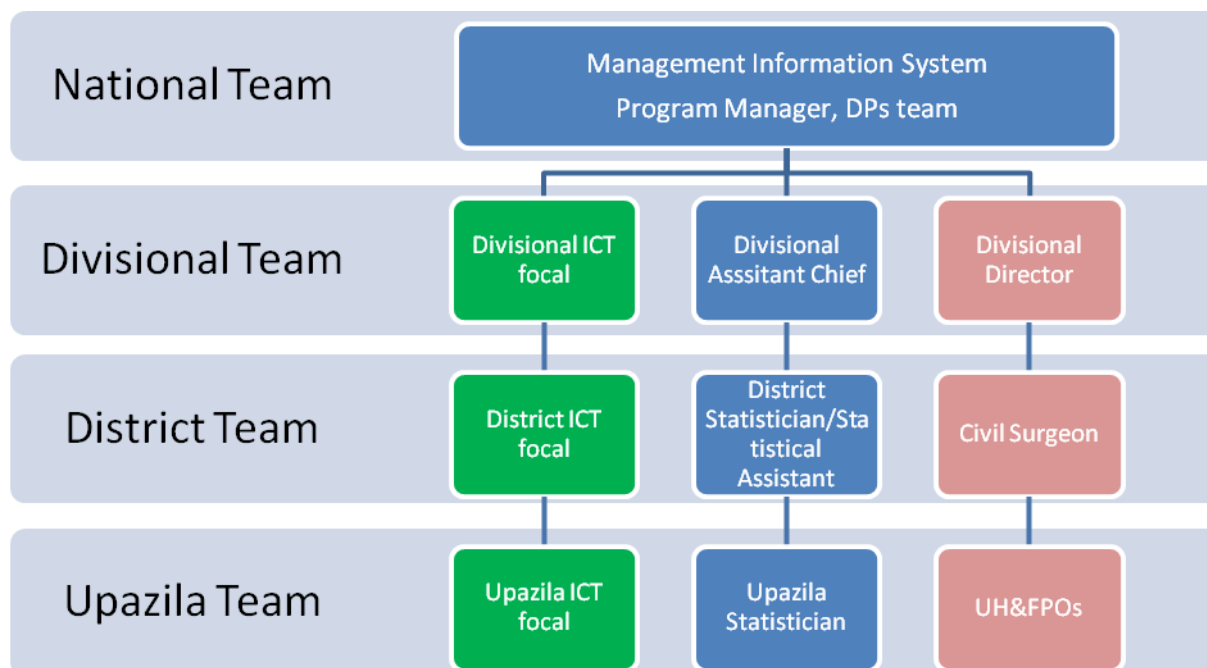 National Team
Management Information System
Program Manager, DPs team
Divisional Team
Divisional ICT
focal
Divisional
Asssitant Chief
Divisional
Director
District Team
District ICT
focal
District
Statistician/Sta
tistical
Assistant
Civil Surgeon
Upazila Team
Upazila ICT
focal
Upazila
Statistician
UH&FPOs